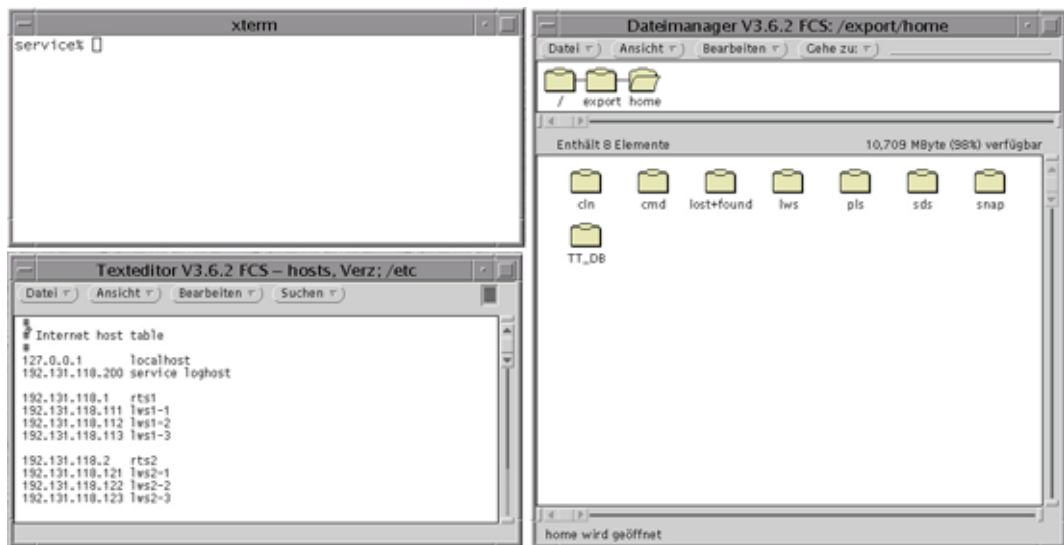 xterm
service%
Texteditor V3.6.2 FCS – hosts, Verz; /etc
Datei Ansicht Bearbeiten Suchen
#
# Internet host table
#
127.0.0.1 localhost
192.131.118.200 service loghost
192.131.118.1 rts1
192.131.118.111 lws1-1
192.131.118.112 lws1-2
192.131.118.113 lws1-3
192.131.118.2 rts2
192.131.118.121 lws2-1
192.131.118.122 lws2-2
192.131.118.123 lws2-3
Dateimanager V3.6.2 FCS: /export/home
Datei Ansicht Bearbeiten Gehe zu:
/ export home
Enthält 8 Elemente 10,709 MByte (98%) verfügbar
cln cmd lost+found lws pls sds snap
TT_DB
home wird geöffnet